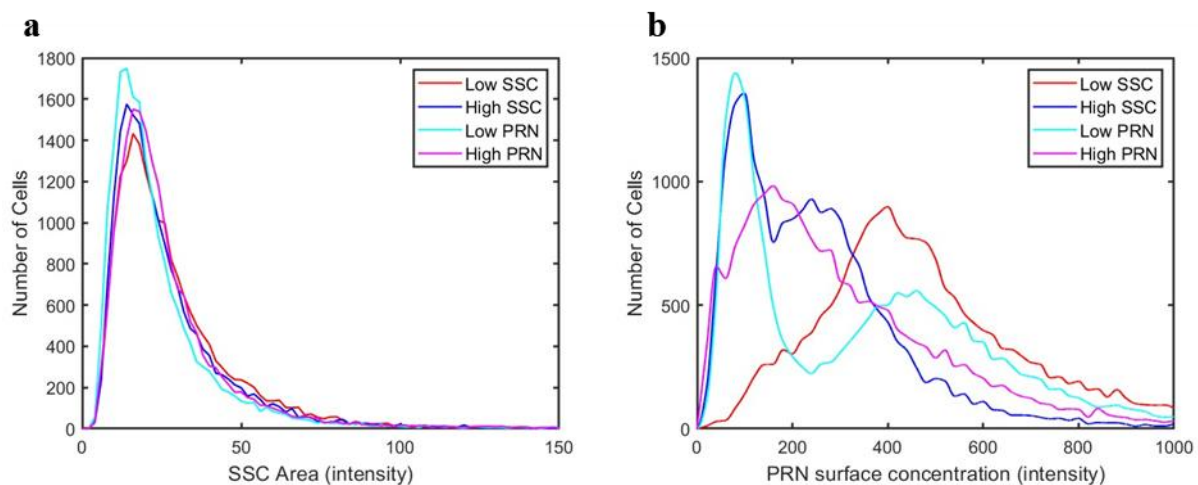 a
1800
1600
1400
1200
1000
800
600
400
200
0
Number of Cells
0 50 100 150
SSC Area (intensity)
Low SSC
High SSC
Low PRN
High PRN
b
1500
1000
500
0
Number of Cells
0 200 400 600 800 1000
PRN surface concentration (intensity)
Low SSC
High SSC
Low PRN
High PRN